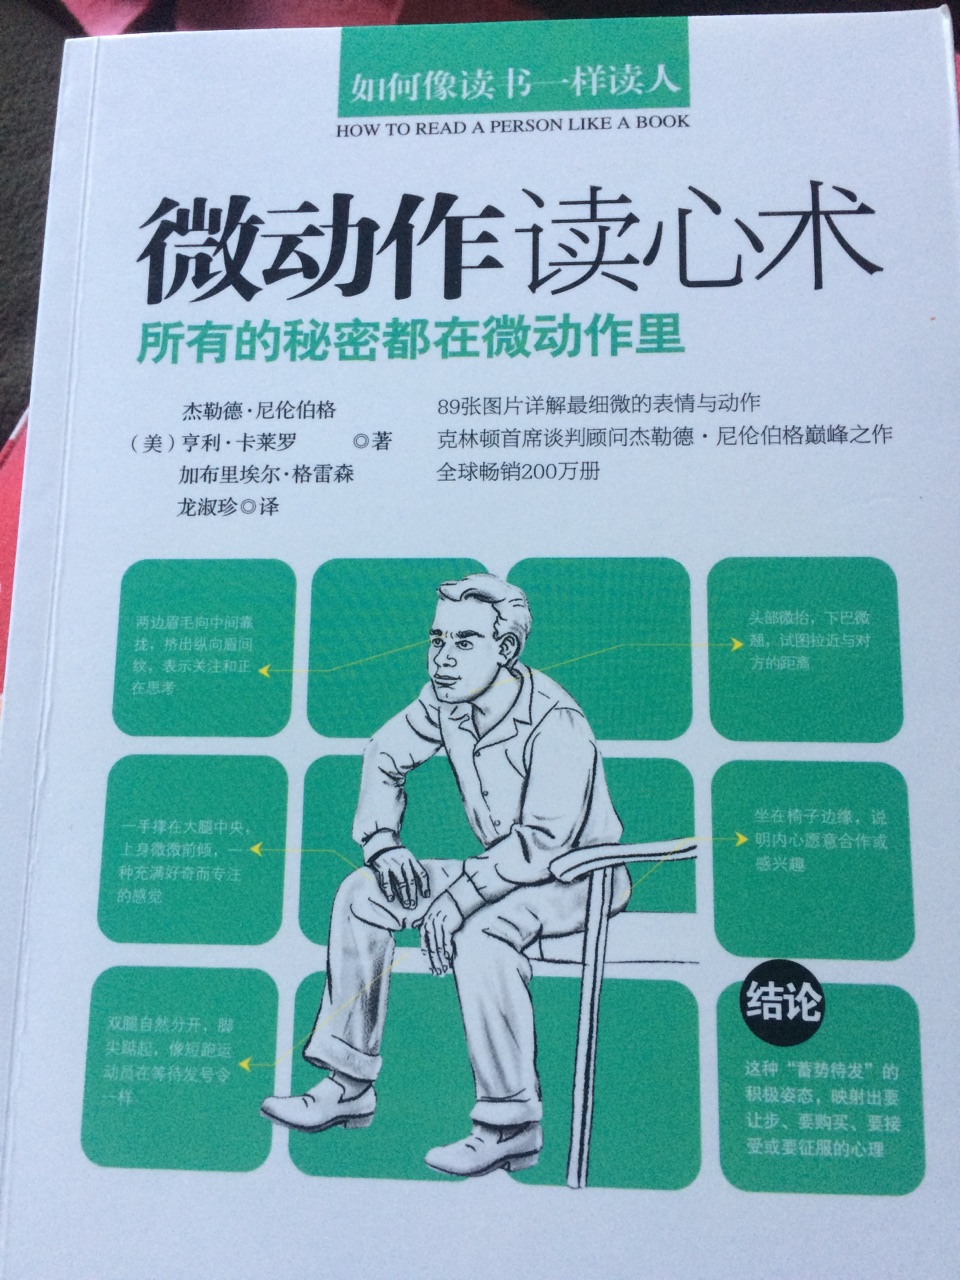 如何像读书一样读人
HOW TO READ A PERSON LIKE A BOOK
微动作读心术
所有的秘密都在微动作里
杰勒德·尼伦伯格
（美）亨利·卡莱罗 ◎著
加布里埃尔·格雷森
龙淑珍◎译
89张图片详解最细微的表情与动作
克林顿首席谈判顾问杰勒德·尼伦伯格巅峰之作
全球畅销200万册
两边眉毛向中间靠
拢，挤出纵向眉间
纹，表示关注和正
在思考
头部微抬，下巴微
翘，试图拉近与对
方的距离
一手撑在大腿中央，
上身微微前倾，一
种充满好奇而专注
的感觉
坐在椅子边缘，说
明内心愿意合作或
感兴趣
双腿自然分开，脚
尖踮起，像短跑运
动员在等待发号令
一样
结论
这种“蓄势待发”的
积极姿态，映射出要
让步、要购买、要接
受或要征服的心理